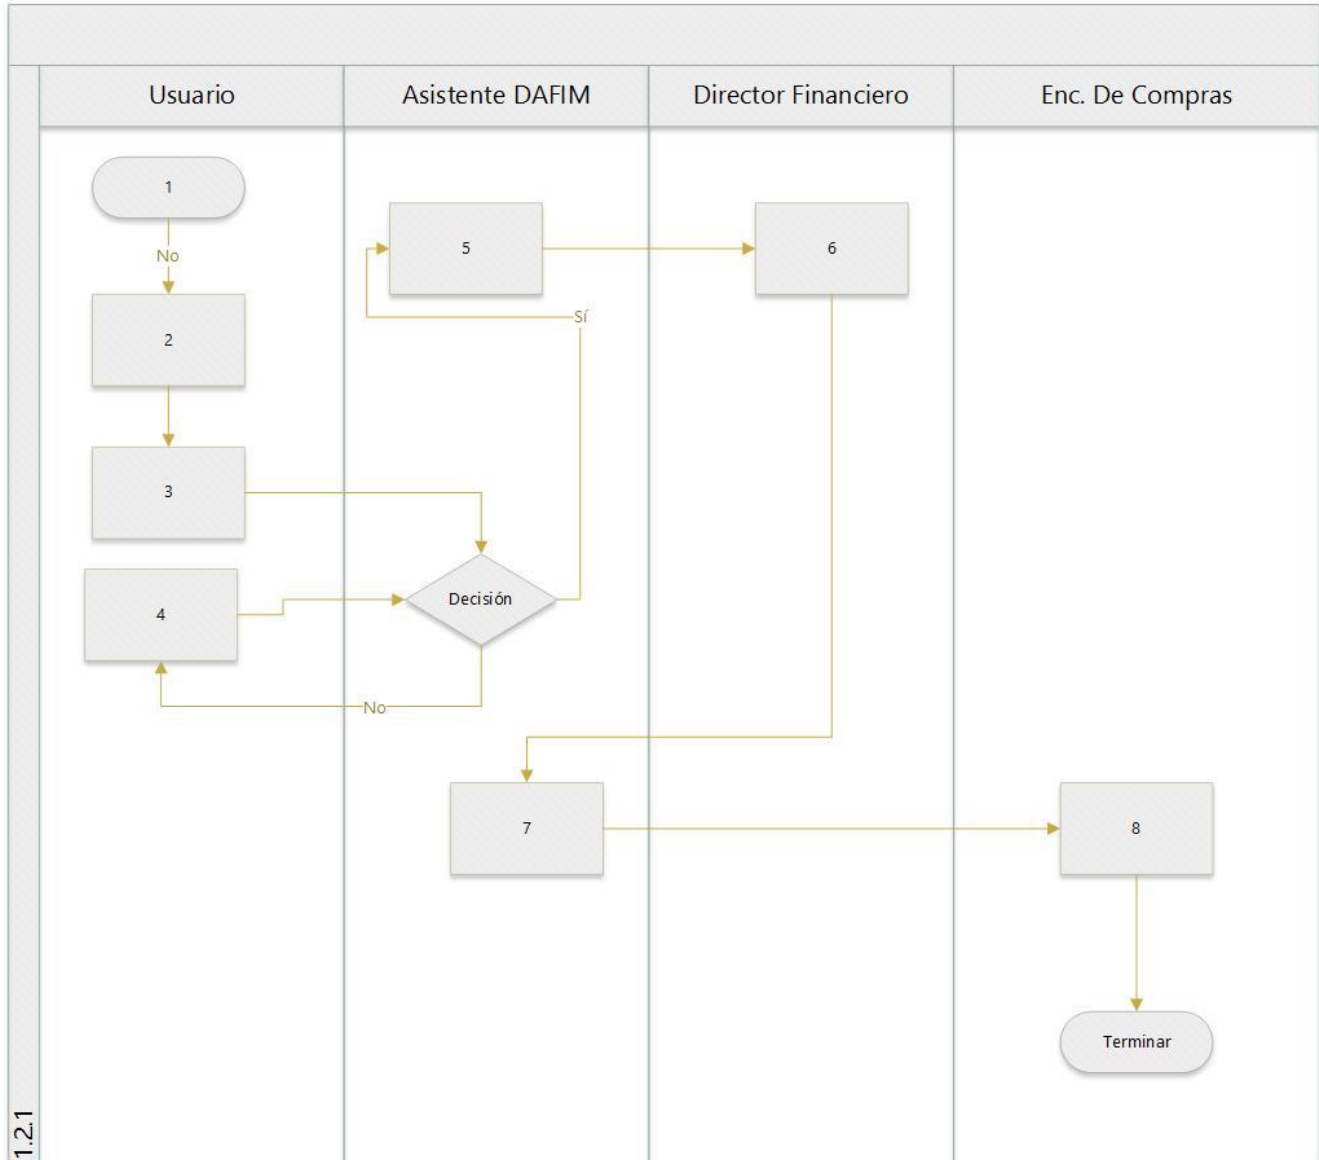 Usuario
Asistente DAFIM
Director Financiero
Enc. De Compras
1
No
2
3
4
5
Sí
6
Decisión
No
7
8
Terminar
1.2.1